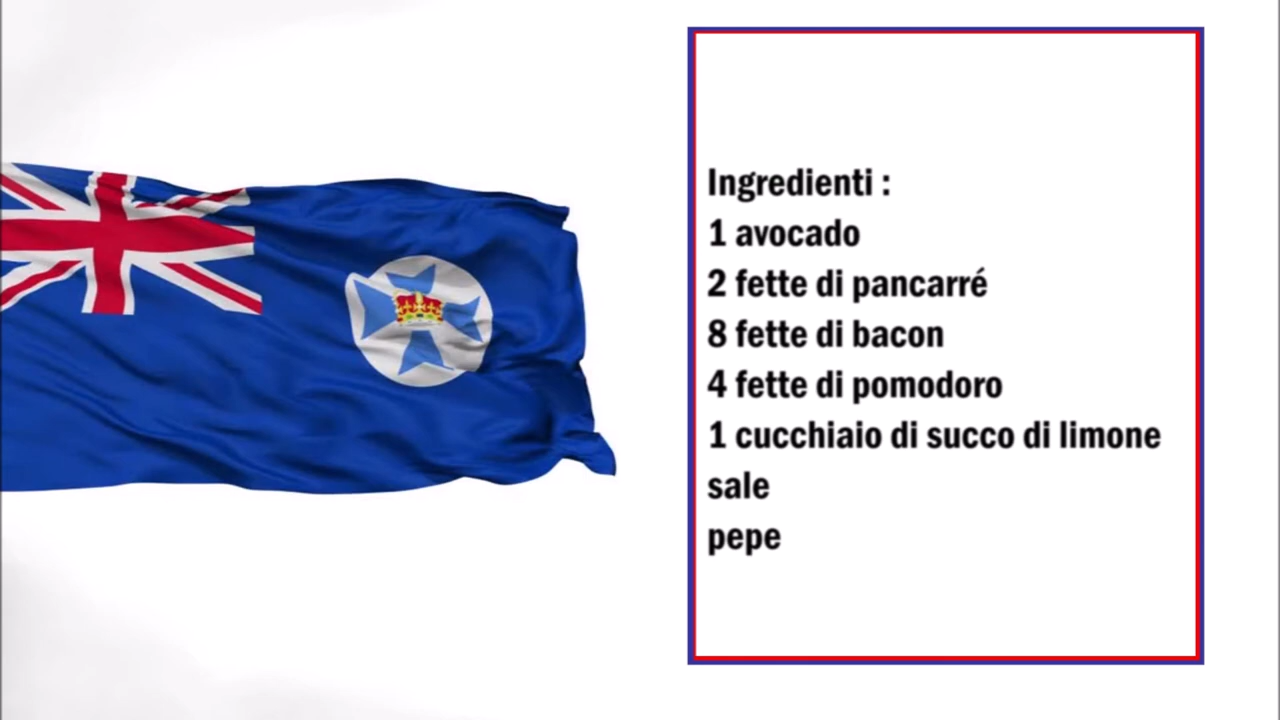 Ingredienti :
1 avocado
2 fette di pancarré
8 fette di bacon
4 fette di pomodoro
1 cucchiaio di succo di limone
sale
pepe